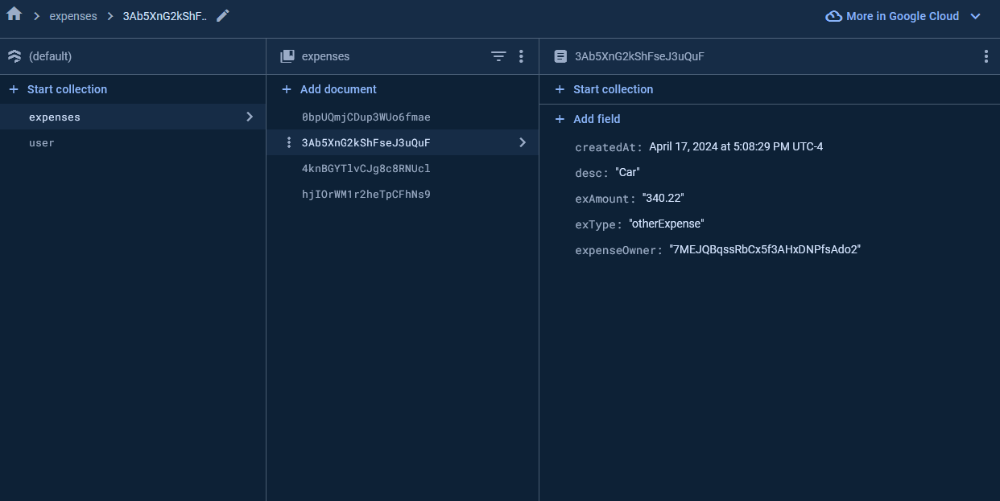 expenses
3Ab5XnG2kShF..
More in Google Cloud
(default)
expenses
3Ab5XnG2kShFseJ3uQuF
Start collection
expenses
user
Add document
0bpUQmjCDup3WUo6fmae
3Ab5XnG2kShFseJ3uQuF
4knBGYTlvCJg8c8RNUcl
hjIOrWM1r2heTpCFhNs9
Start collection
Add field
createdAt: April 17, 2024 at 5:08:29 PM UTC-4
desc: "Car"
exAmount: "340.22"
exType: "otherExpense"
expenseOwner: "7MEJQBqssRbCx5f3AHxDNPfsAdo2"